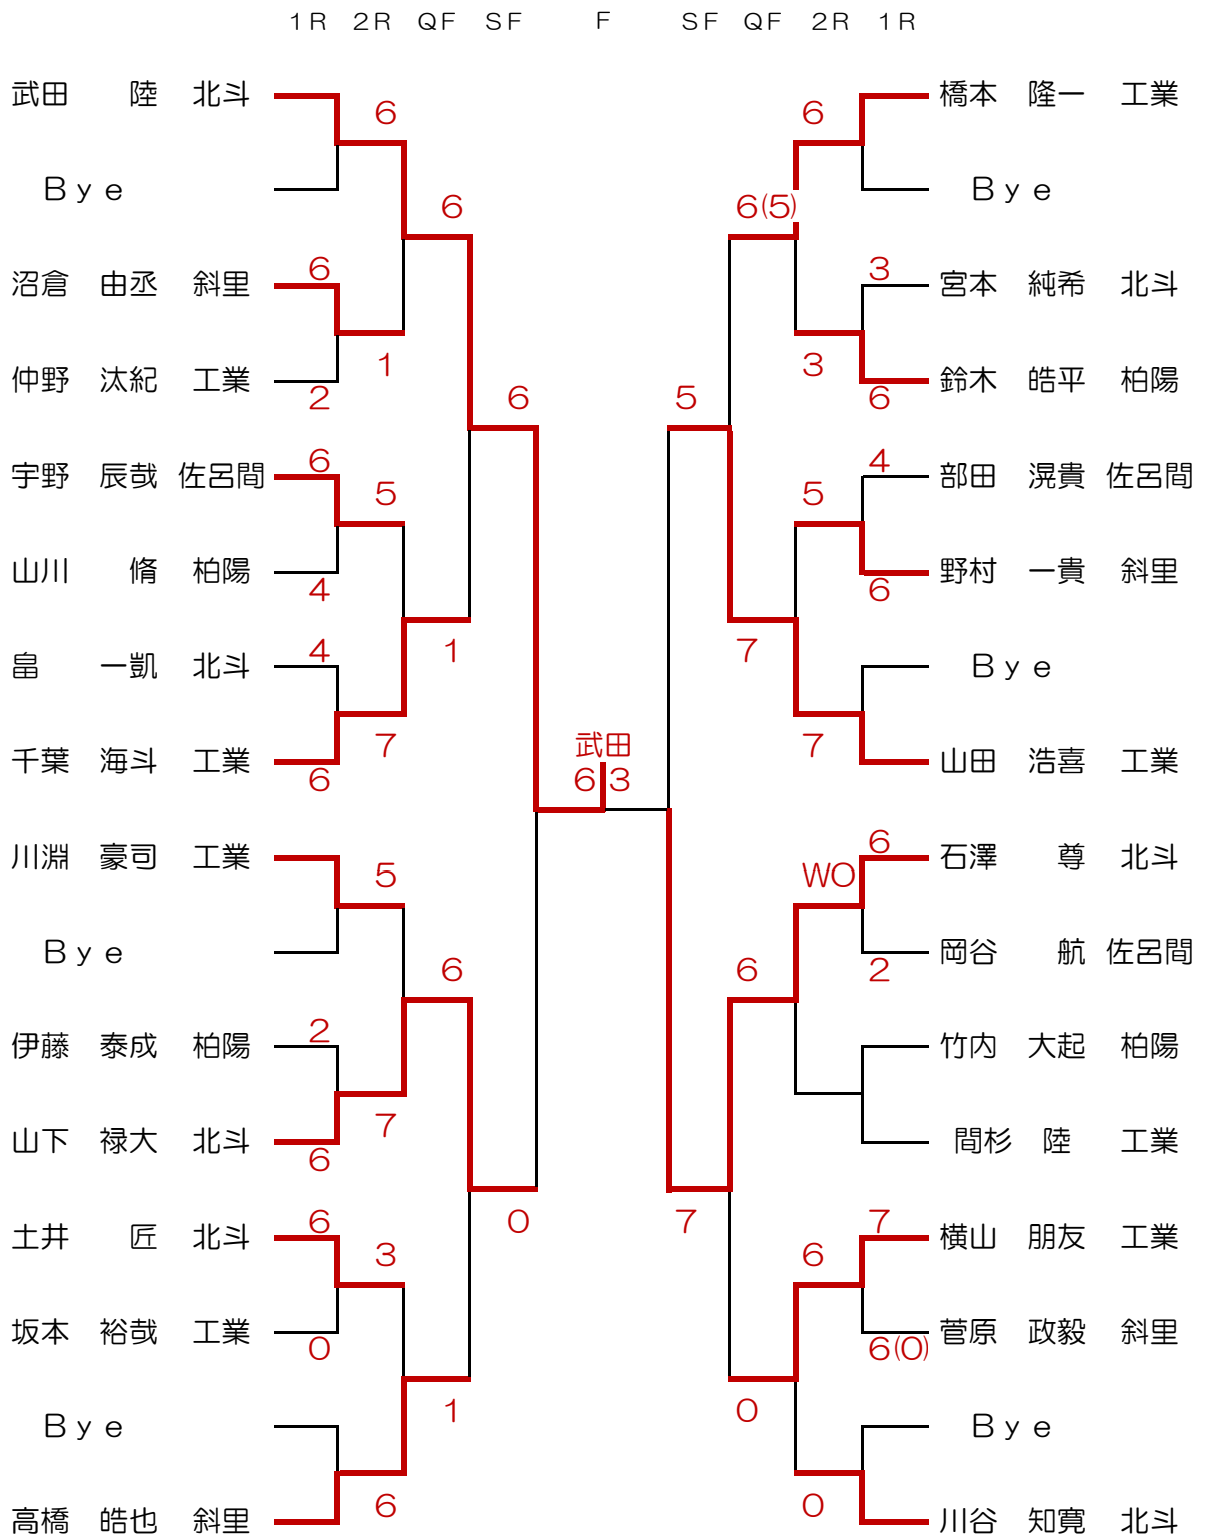 1R 2R QF SF F SF QF 2R 1R
武田 陸 北斗 橋本 隆一 工業
6 6
Bye Bye
6 6(5)
6 3
沼倉 由丞 斜里 宮本 純希 北斗
1 3
仲野 汰紀 工業 鈴木 皓平 柏陽
2 6 5 6
6 4
宇野 辰哉 佐呂間 部田 滉貴 佐呂間
5 5
山川 脩 柏陽 野村 一貴 斜里
4 6
4 1 7
畠 一凱 北斗 Bye
7 武田 7
千葉 海斗 工業 山田 浩喜 工業
6 6 3
6
川淵 豪司 工業 石澤 尊 北斗
5 WO
Bye 岡谷 航 佐呂間
6 6 2
2
伊藤 泰成 柏陽 竹内 大起 柏陽
7
山下 禄大 北斗 間杉 陸 工業
6
6 0 7 7
土井 匠 北斗 横山 朋友 工業
3 6
坂本 裕哉 工業 菅原 政毅 斜里
0 6(0)
1 0
Bye Bye
6 0
高橋 皓也 斜里 川谷 知寛 北斗